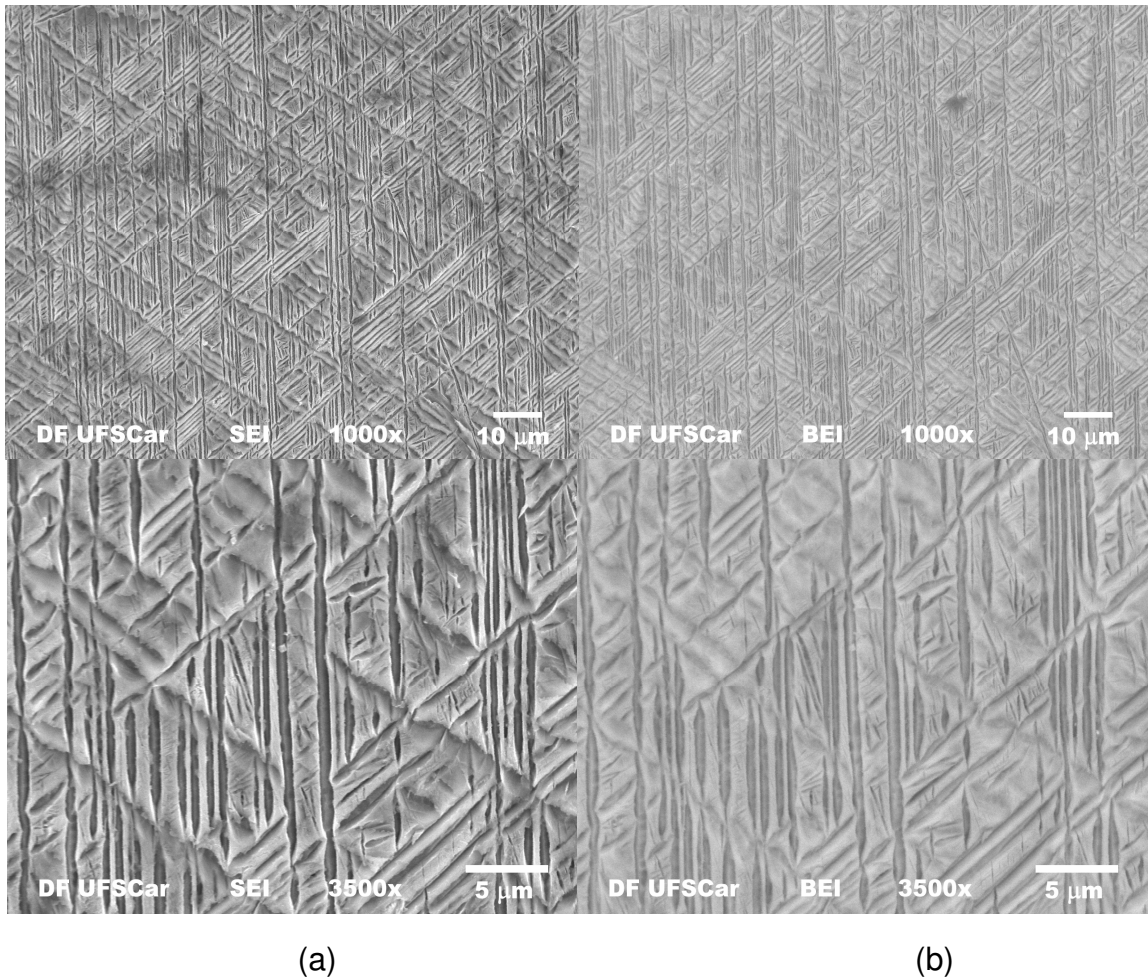 DF UFSCar SEI 1000x 10 μm
DF UFSCar BEI 1000x 10 μm
DF UFSCar SEI 3500x 5 μm
DF UFSCar BEI 3500x 5 μm
(a)
(b)